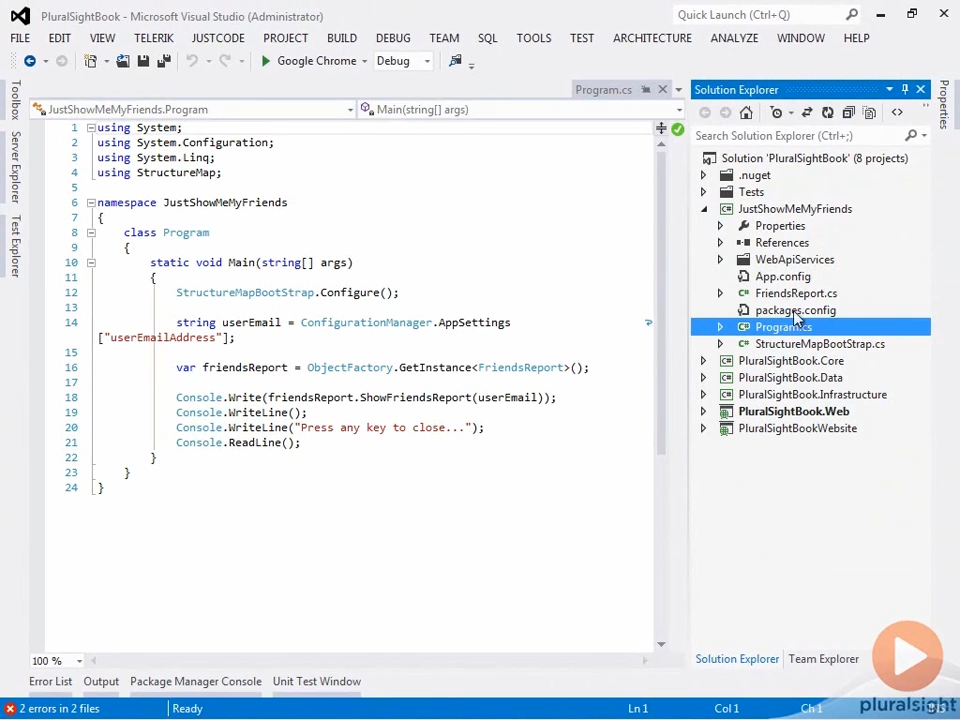 PluralSightBook - Microsoft Visual Studio (Administrator)
Quick Launch (Ctrl+Q)
FILE EDIT VIEW TELERIK JUSTCODE PROJECT BUILD DEBUG TEAM SQL TOOLS TEST ARCHITECTURE ANALYZE WINDOW HELP
Google Chrome Debug
Toolbox
Server Explorer
Test Explorer
Program.cs
JustShowMeMyFriends.Program
Main(string[] args)
1 using System;
2 using System.Configuration;
3 using System.Linq;
4 using StructureMap;
5
6 namespace JustShowMeMyFriends
7 {
8 class Program
9 {
10 static void Main(string[] args)
11 {
12 StructureMapBootStrap.Configure();
13
14 string userEmail = ConfigurationManager.AppSettings
["userEmailAddress"];
15
16 var friendsReport = ObjectFactory.GetInstance<FriendsReport>();
17
18 Console.Write(friendsReport.ShowFriendsReport(userEmail));
19 Console.WriteLine();
20 Console.WriteLine("Press any key to close...");
21 Console.ReadLine();
22 }
23 }
24 }
100 %
Solution Explorer
Search Solution Explorer (Ctrl+;)
Solution 'PluralSightBook' (8 projects)
.nuget
Tests
JustShowMeMyFriends
Properties
References
WebApiServices
App.config
FriendsReport.cs
packages.config
Program.cs
StructureMapBootStrap.cs
PluralSightBook.Core
PluralSightBook.Data
PluralSightBook.Infrastructure
PluralSightBook.Web
PluralSightBookWebsite
Properties
Solution Explorer Team Explorer
Error List Output Package Manager Console Unit Test Window
2 errors in 2 files Ready Ln 1 Col 1 Ch 1
pluralsight